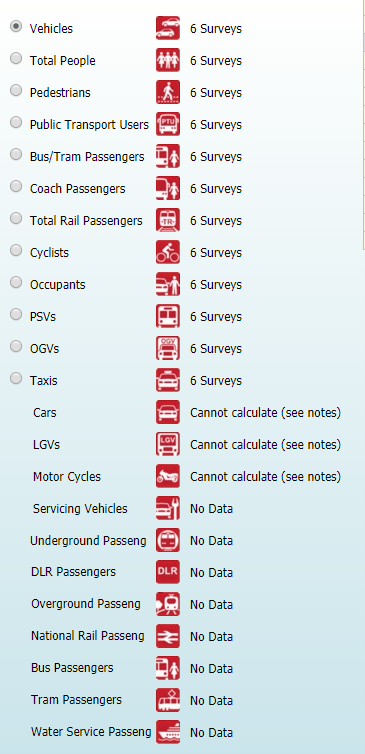 Vehicles 6 Surveys
Total People 6 Surveys
Pedestrians 6 Surveys
Public Transport Users PTU 6 Surveys
Bus/Tram Passengers 6 Surveys
Coach Passengers 6 Surveys
Total Rail Passengers TR 6 Surveys
Cyclists 6 Surveys
Occupants 6 Surveys
PSVs 6 Surveys
OGVs OGV 6 Surveys
Taxis 6 Surveys
Cars Cannot calculate (see notes)
LGVs LGV Cannot calculate (see notes)
Motor Cycles Cannot calculate (see notes)
Servicing Vehicles No Data
Underground Passeng No Data
DLR Passengers DLR No Data
Overground Passeng No Data
National Rail Passeng No Data
Bus Passengers No Data
Tram Passengers No Data
Water Service Passeng No Data